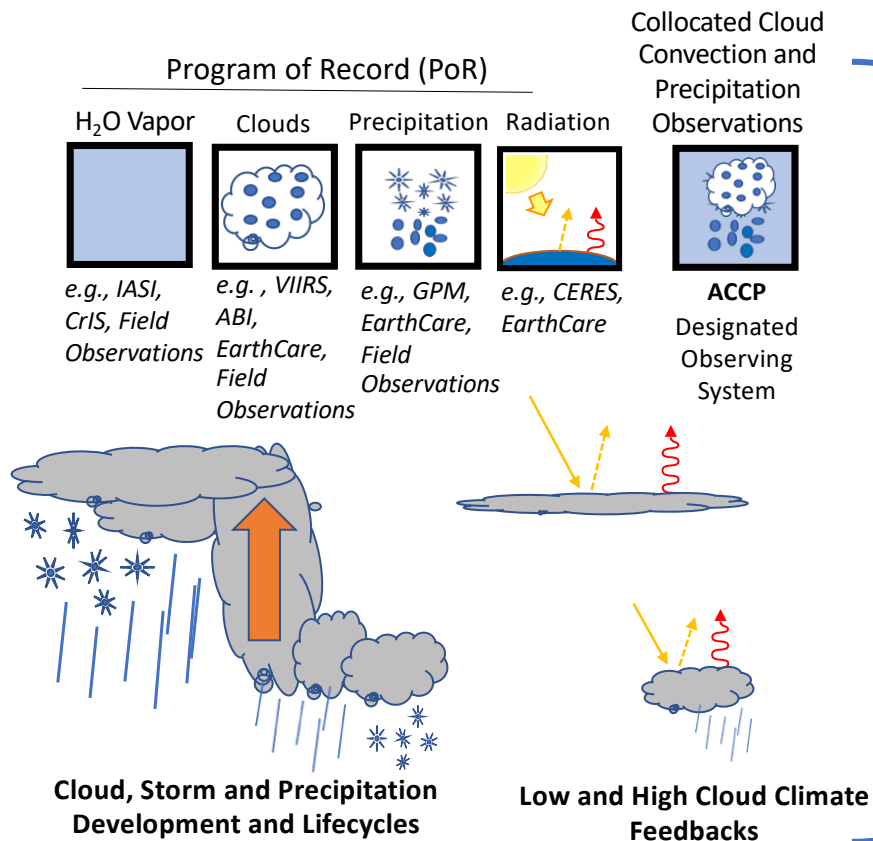 Program of Record (PoR)
Collocated Cloud
Convection and
Precipitation
Observations
H₂O Vapor
Clouds
Precipitation
Radiation
e.g., IASI,
CrIS, Field
Observations
e.g. , VIIRS,
ABI,
EarthCare,
Field
Observations
e.g., GPM,
EarthCare,
Field
Observations
e.g., CERES,
EarthCare
ACCP
Designated
Observing
System
Cloud, Storm and Precipitation
Development and Lifecycles
Low and High Cloud Climate
Feedbacks